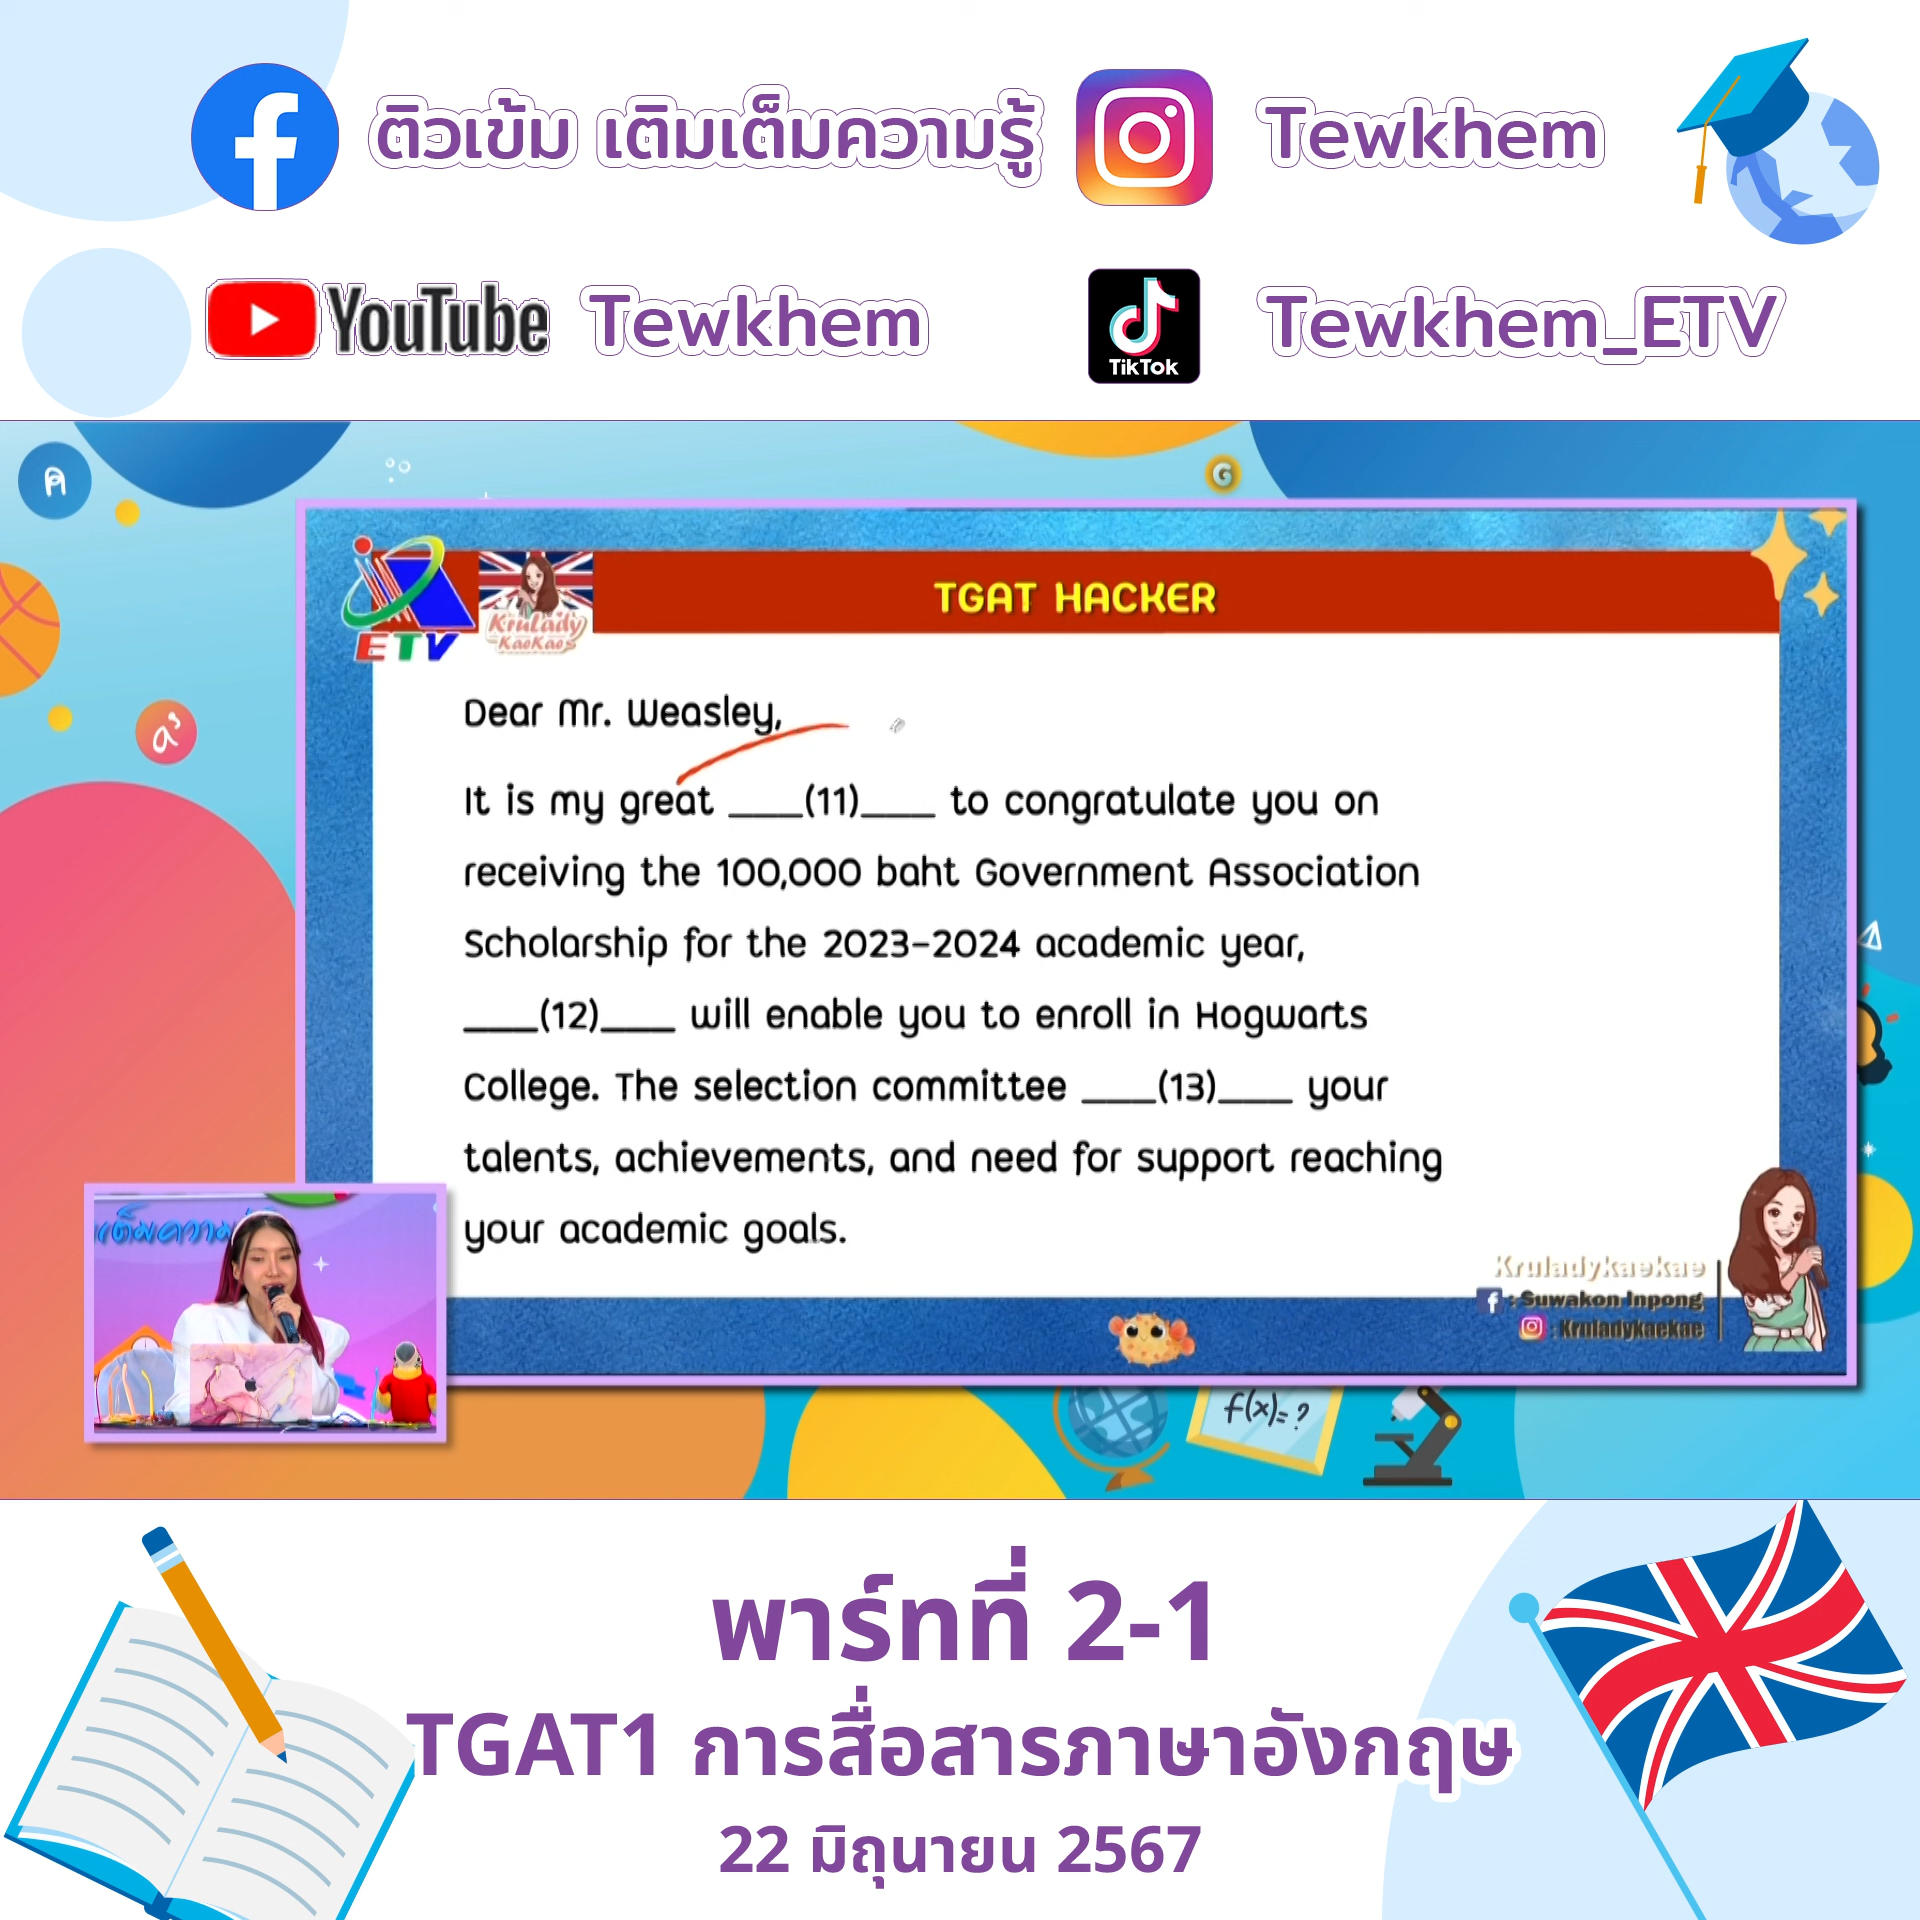 ติวเข้ม เติมเต็มความรู้
Tewkhem
YouTube Tewkhem
TikTok
Tewkhem_ETV
ค
G
ETV
KruLady
KaeKae
TGAT HACKER
Dear Mr. Weasley,
It is my great ____(11)____ to congratulate you on
receiving the 100,000 baht Government Association
Scholarship for the 2023-2024 academic year,
____(12)____ will enable you to enroll in Hogwarts
College. The selection committee ____(13)____ your
talents, achievements, and need for support reaching
your academic goals.
Kruladykaekae
: Suwakon Inpong
: Kruladykaekae
f(x)=?
พาร์ทที่ 2-1
TGAT1 การสื่อสารภาษาอังกฤษ
22 มิถุนายน 2567